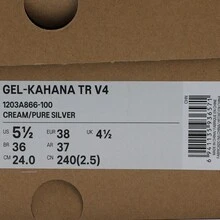 GEL-KAHANA TR V4
1203A866-100
CREAM/PURE SILVER
US 5½ EUR 38 UK 4½
BR 36 AR 37
CM 24.0 CN 240(2.5)